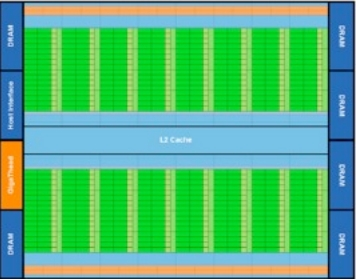 DRAM
Host Interface
GigaThread
DRAM
L2 Cache
DRAM
DRAM
DRAM
DRAM